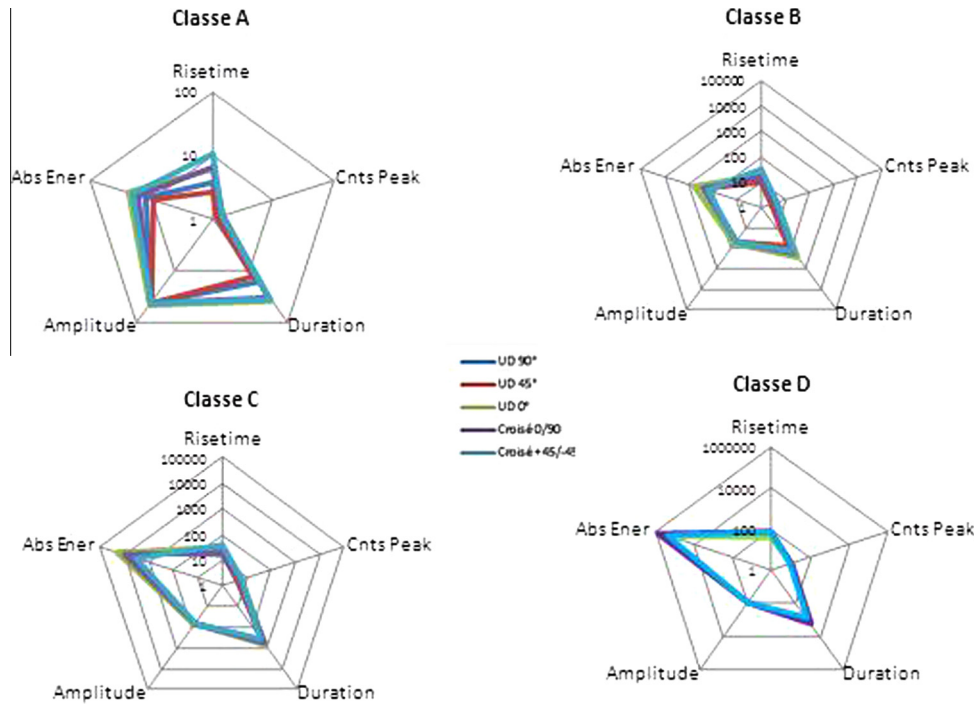 Classe A
Risetime
100
10
1
Abs Ener
Cnts Peak
Amplitude
Duration
Classe B
Risetime
100000
10000
1000
100
10
1
Abs Ener
Cnts Peak
Amplitude
Duration
UD 90°
UD 45°
UD 0°
Croisé 0/90
Croisé +45/-45
Classe C
Risetime
100000
10000
1000
100
10
1
Abs Ener
Cnts Peak
Amplitude
Duration
Classe D
Risetime
1000000
10000
100
1
Abs Ener
Cnts Peak
Amplitude
Duration